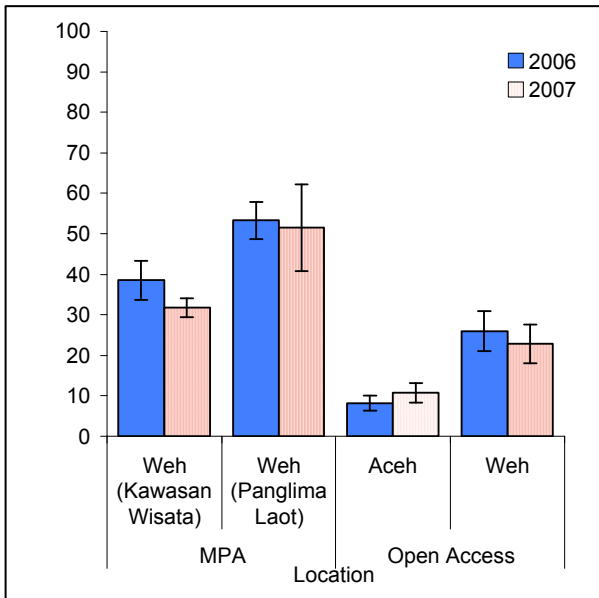 100
90
80
70
60
50
40
30
20
10
0
2006
2007
Weh (Kawasan Wisata)
Weh (Panglima Laot)
Aceh
Weh
MPA
Open Access
Location